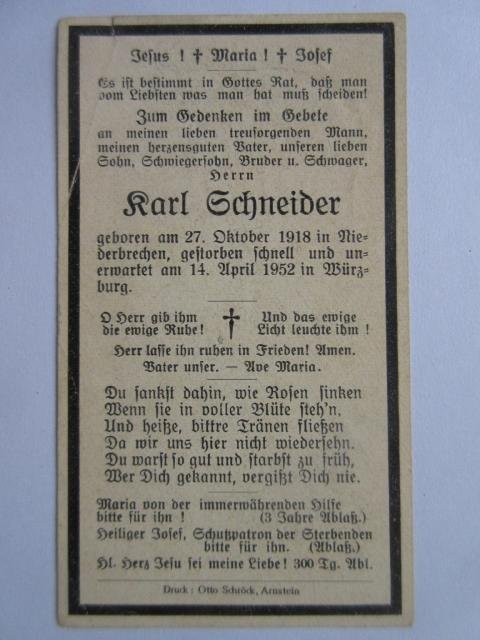 Jesus ! † Maria ! † Josef
Es ist bestimmt in Gottes Rat, daß man
vom Liebsten was man hat muß scheiden!
Zum Gedenken im Gebete
an meinen lieben treusorgenden Mann,
meinen herzensguten Vater, unseren lieben
Sohn, Schwiegersohn, Bruder u. Schwager,
Herrn
Karl Schneider
geboren am 27. Oktober 1918 in Nie-
derbrechen, gestorben schnell und un-
erwartet am 14. April 1952 in Würz-
burg.
O Herr gib ihm † Und das ewige
die ewige Ruhe! Licht leuchte ihm !
Herr lasse ihn ruhen in Frieden! Amen.
Vater unser. — Ave Maria.
Du sankst dahin, wie Rosen sinken
Wenn sie in voller Blüte steh'n.
Und heiße, bittre Tränen fließen
Da wir uns hier nicht wiedersehn.
Du warst so gut und starbst zu früh,
Wer Dich gekannt, vergißt Dich nie.
Maria von der immerwährenden Hilfe
bitte für ihn ! (3 Jahre Ablaß.)
Heiliger Josef, Schutzpatron der Sterbenden
bitte für ihn. (Ablaß.)
Hl. Herz Jesu sei meine Liebe! 300 Tg. Abl.
Druck: Otto Schröck, Arnstein